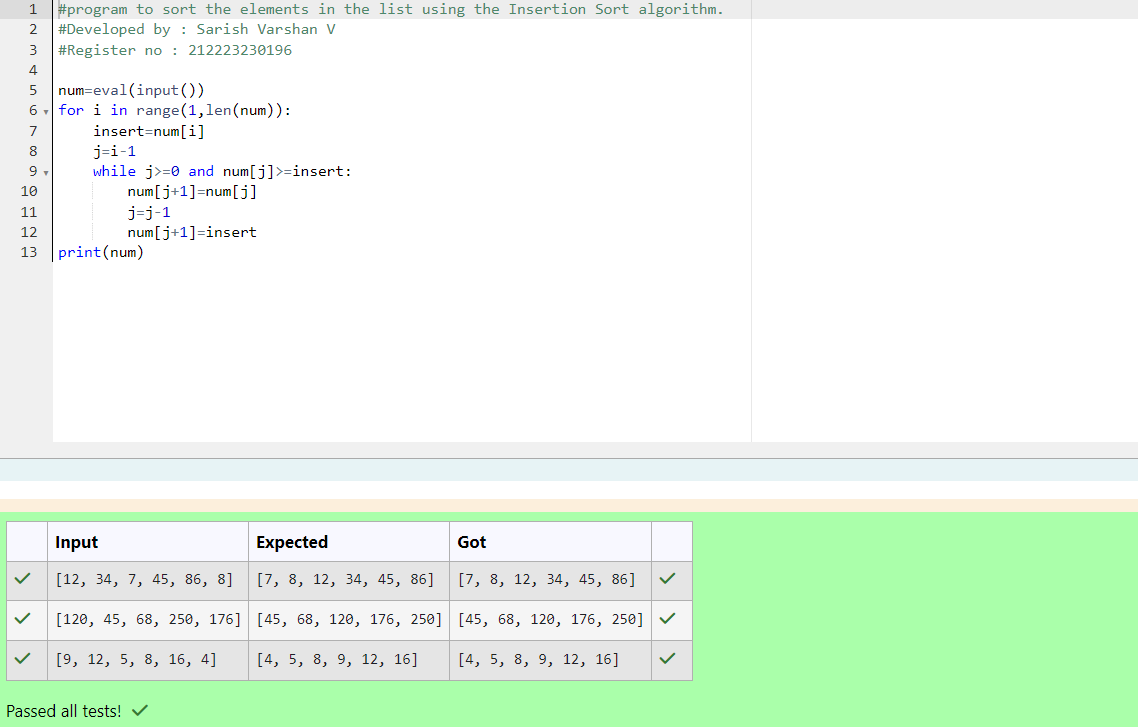 1 #program to sort the elements in the list using the Insertion Sort algorithm.
2 #Developed by : Sarish Varshan V
3 #Register no : 212223230196
4
5 num=eval(input())
6 for i in range(1,len(num)):
7     insert=num[i]
8     j=i-1
9     while j>=0 and num[j]>=insert:
10         num[j+1]=num[j]
11         j=j-1
12         num[j+1]=insert
13 print(num)
Input Expected Got
[12, 34, 7, 45, 86, 8] [7, 8, 12, 34, 45, 86] [7, 8, 12, 34, 45, 86]
[120, 45, 68, 250, 176] [45, 68, 120, 176, 250] [45, 68, 120, 176, 250]
[9, 12, 5, 8, 16, 4] [4, 5, 8, 9, 12, 16] [4, 5, 8, 9, 12, 16]
Passed all tests!